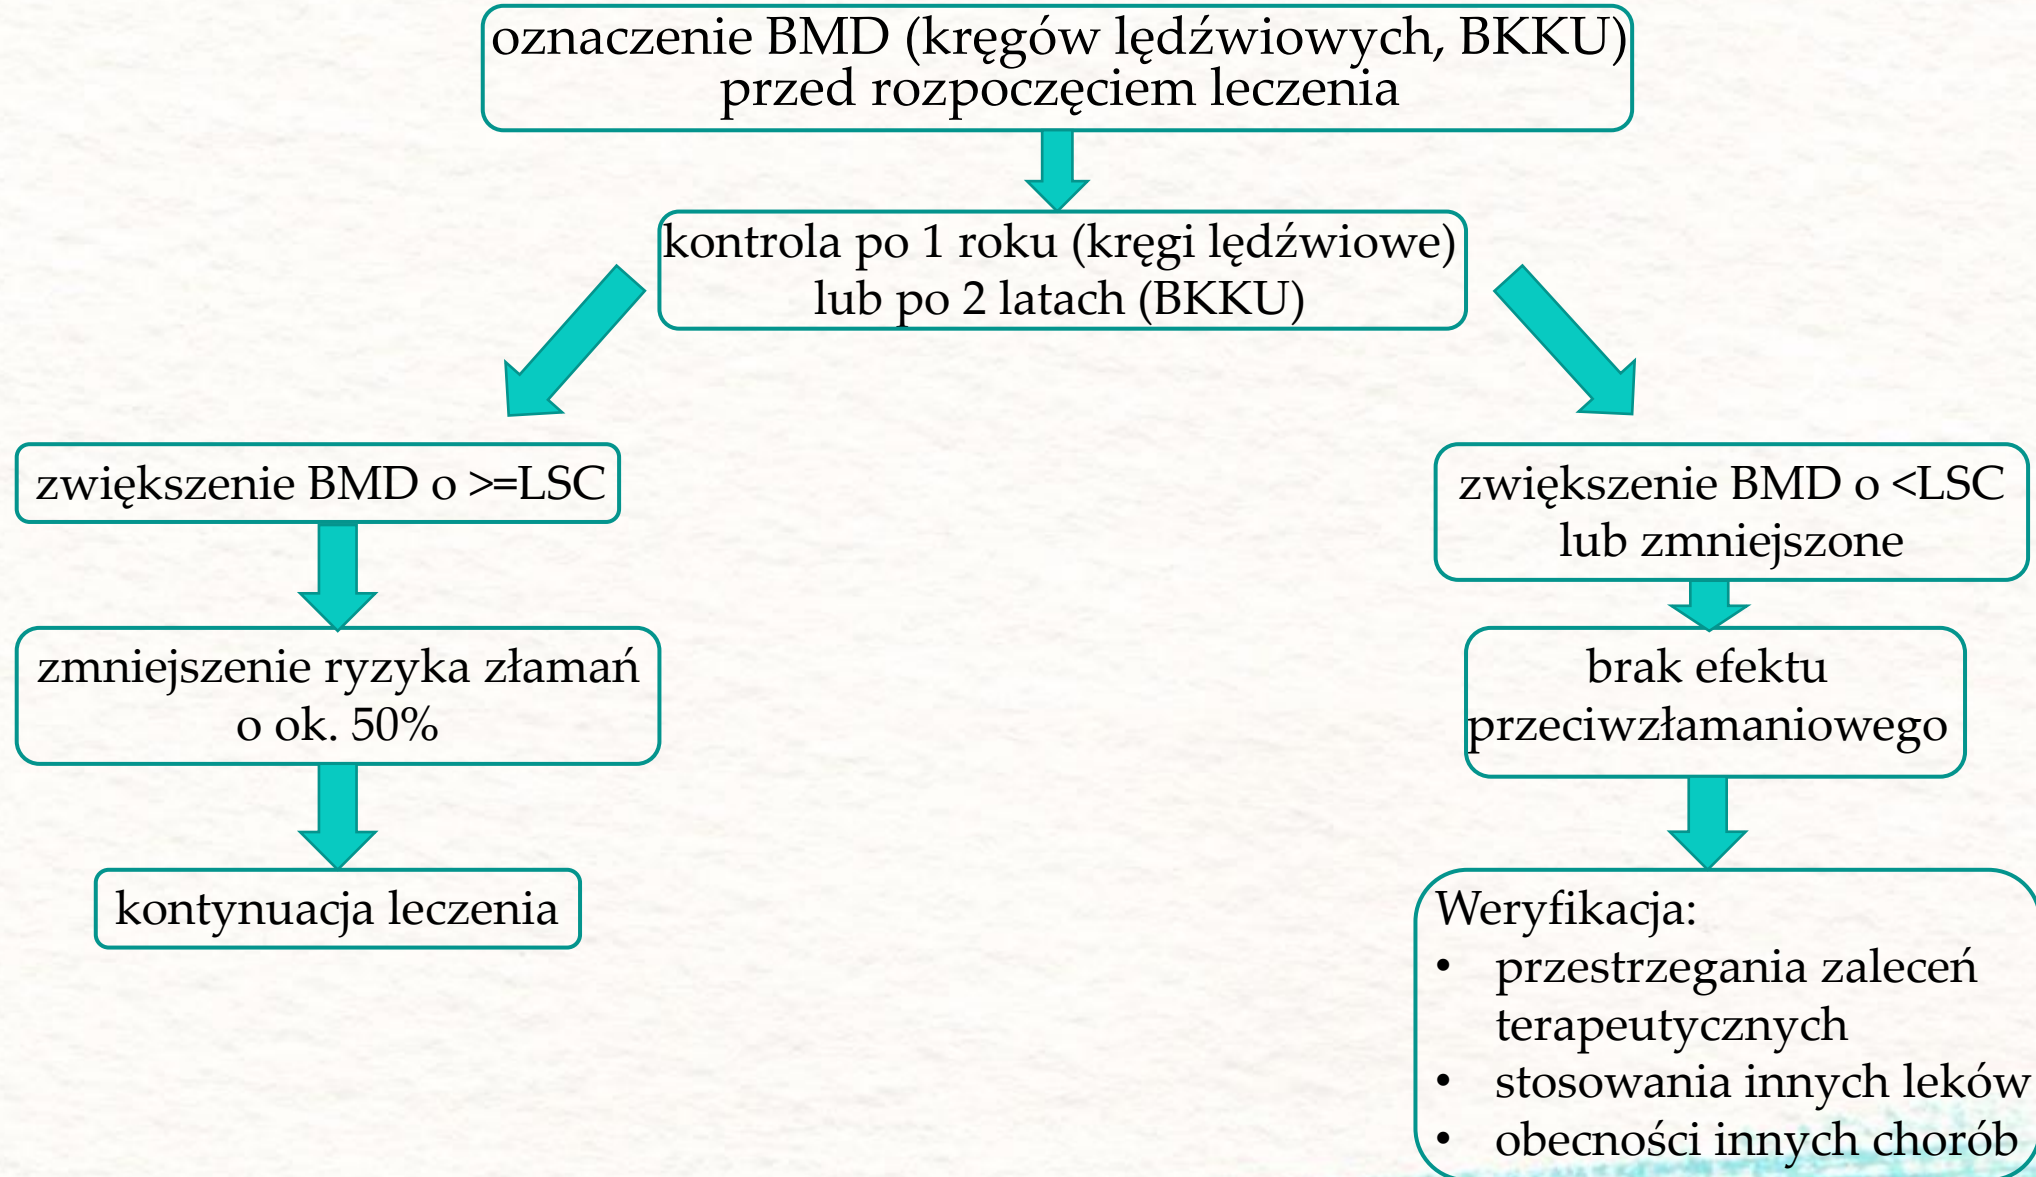 oznaczenie BMD (kręgów lędźwiowych, BKKU)
przed rozpoczęciem leczenia
kontrola po 1 roku (kręgi lędźwiowe)
lub po 2 latach (BKKU)
zwiększenie BMD o >=LSC
zmniejszenie ryzyka złamań
o ok. 50%
kontynuacja leczenia
zwiększenie BMD o <LSC
lub zmniejszone
brak efektu
przeciwzłamaniowego
Weryfikacja:
• przestrzegania zaleceń
terapeutycznych
• stosowania innych leków
• obecności innych chorób